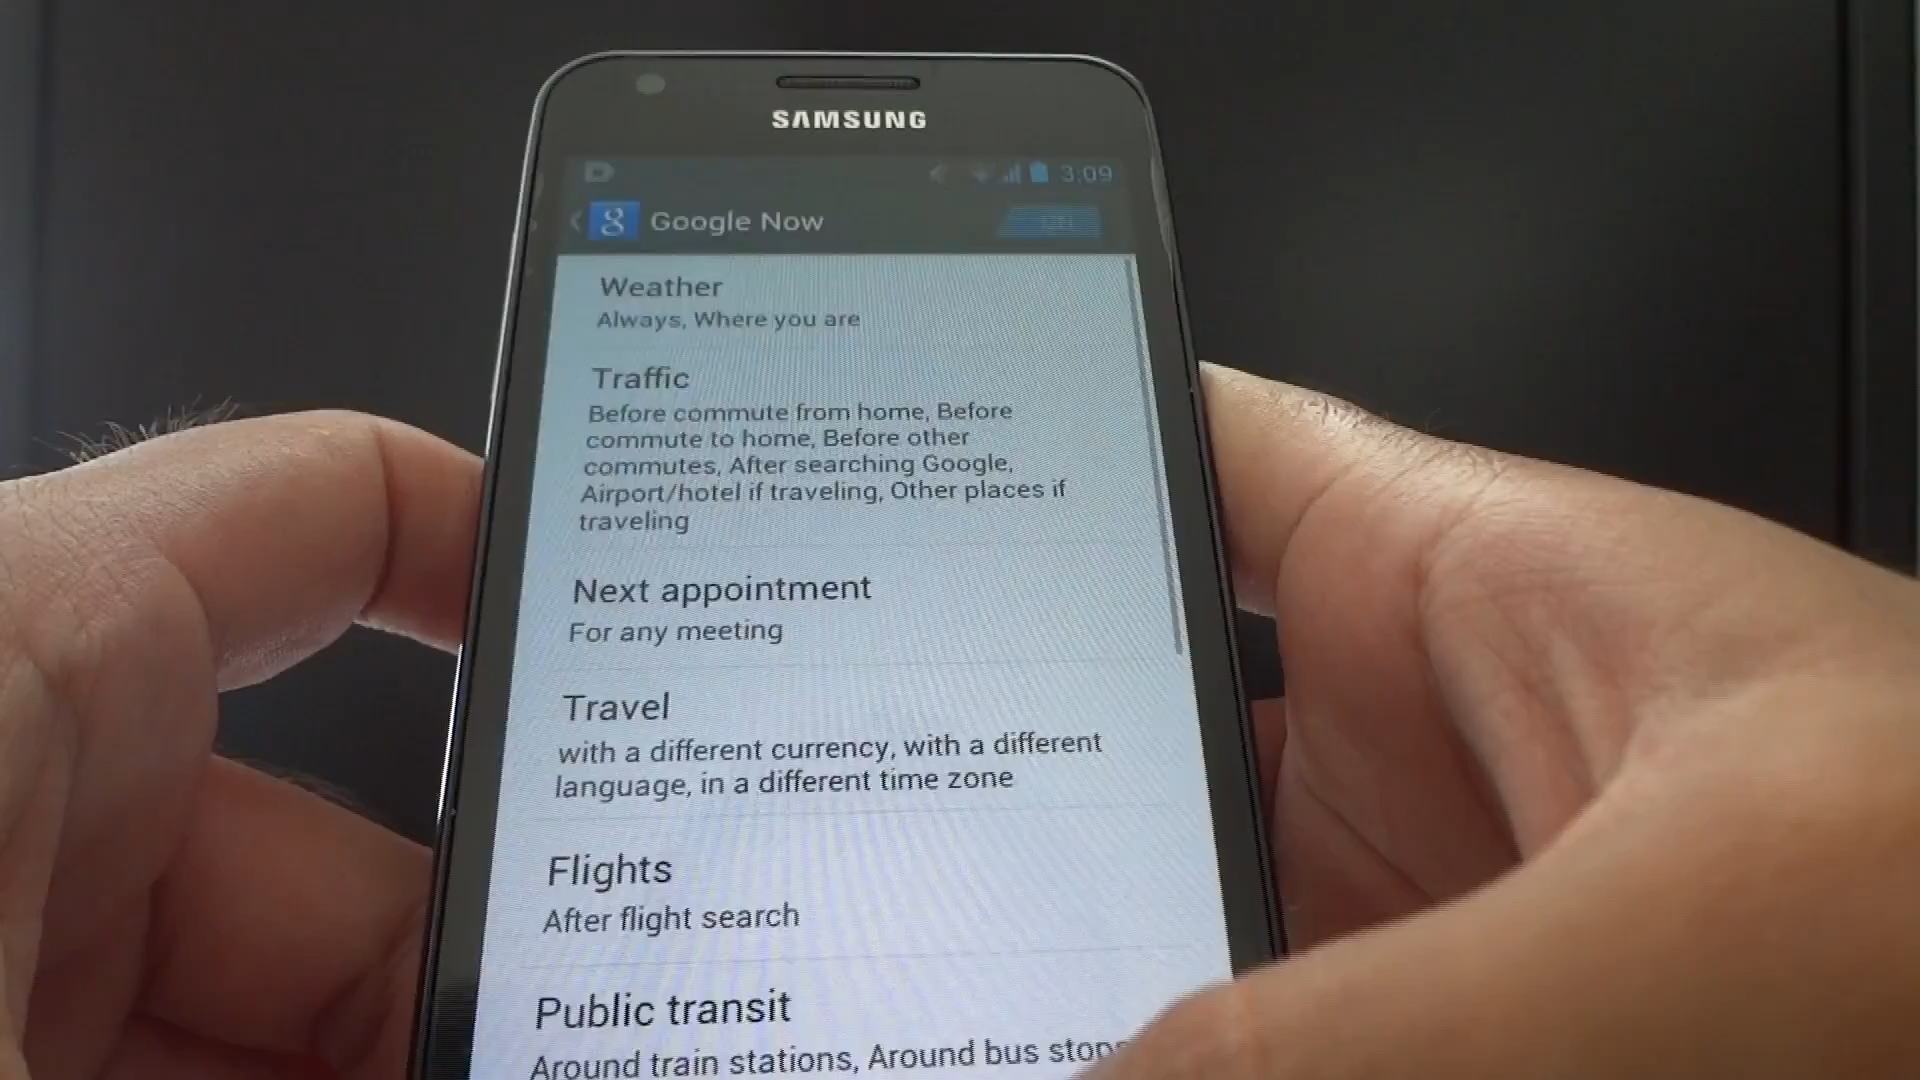 SAMSUNG
3:09
Google Now
ON
Weather
Always, Where you are
Traffic
Before commute from home, Before
commute to home, Before other
commutes, After searching Google,
Airport/hotel if traveling, Other places if
traveling
Next appointment
For any meeting
Travel
with a different currency, with a different
language, in a different time zone
Flights
After flight search
Public transit
Around train stations, Around bus stops